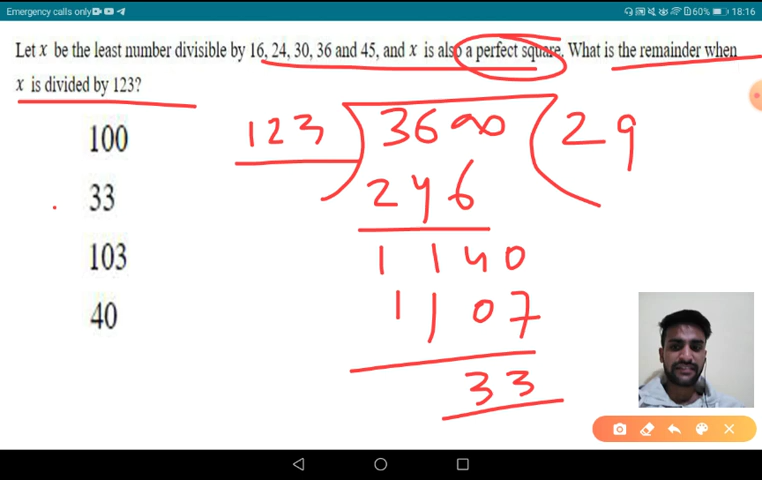 Emergency calls only 60% 18:16
Let x be the least number divisible by 16, 24, 30, 36 and 45, and x is also a perfect square. What is the remainder when
x is divided by 123?
100
33
103
40
123 3600 29
246
1140
1107
33